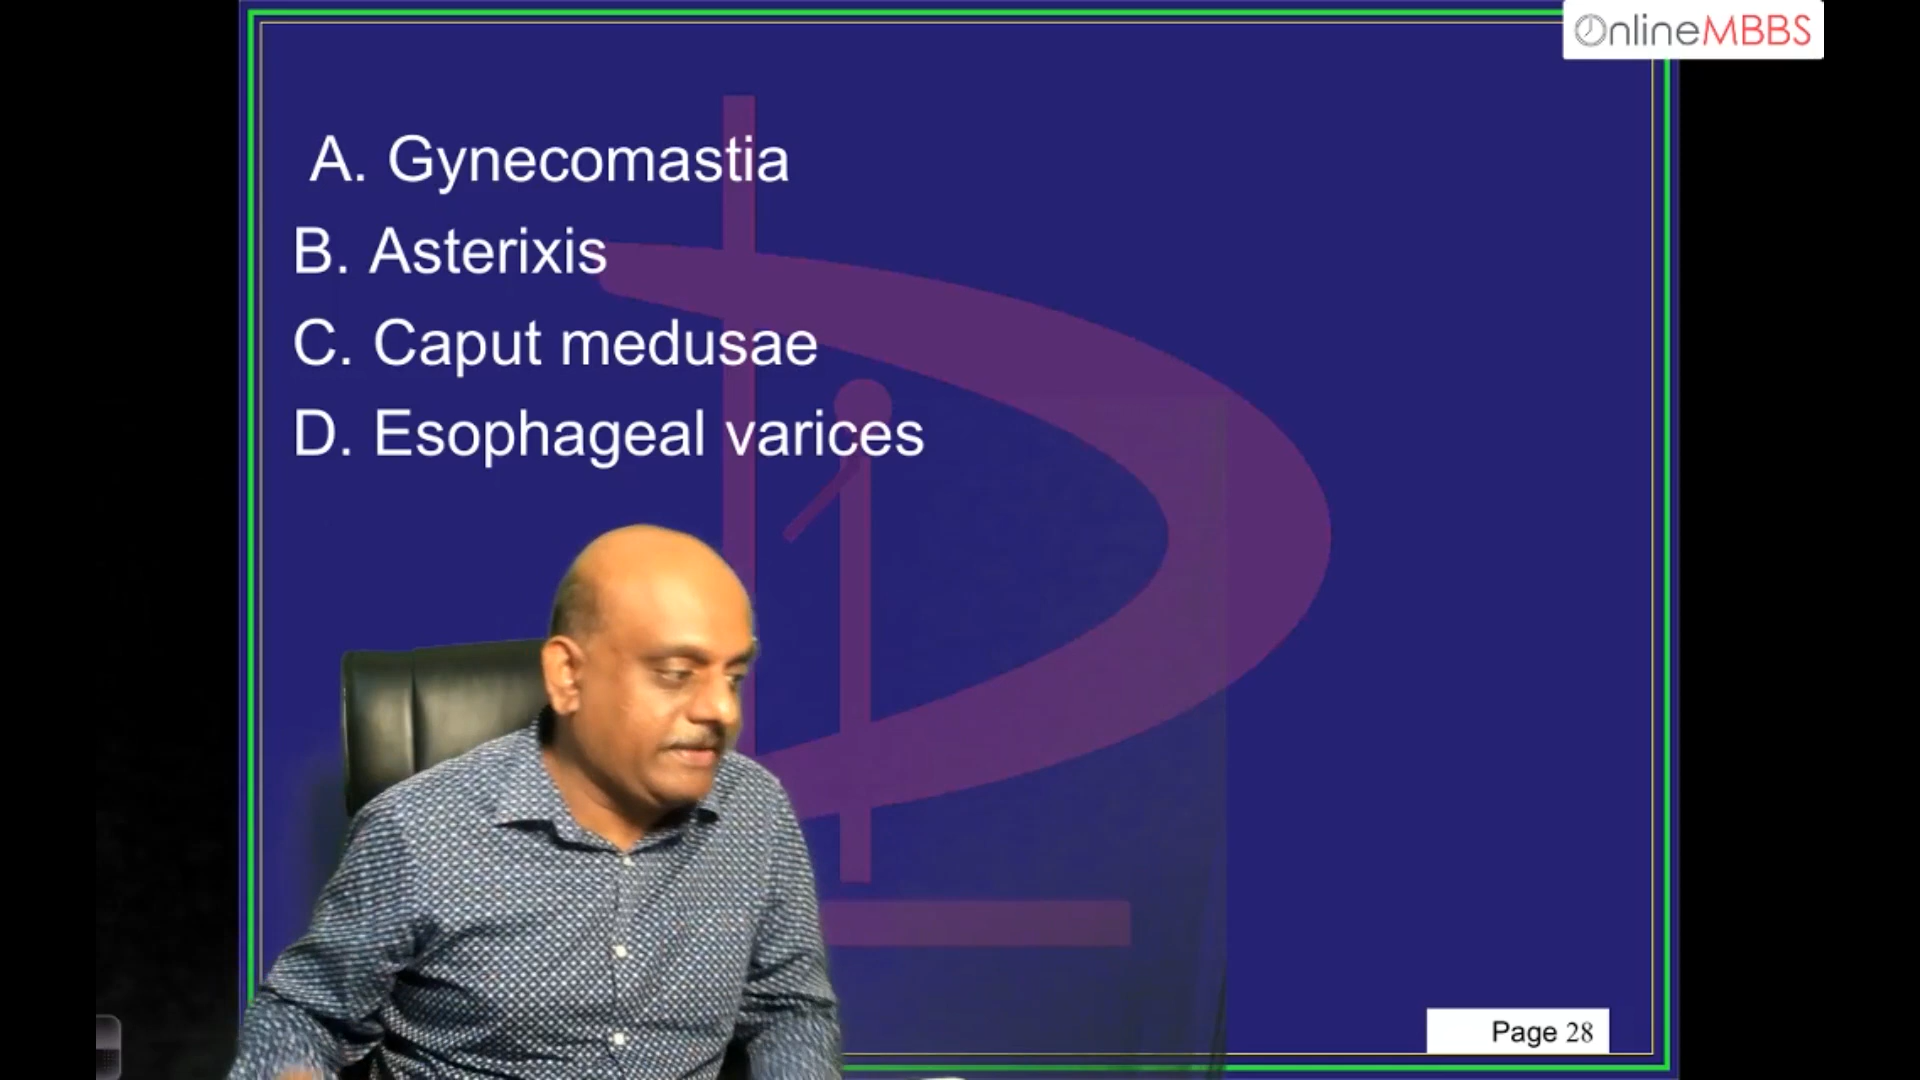 OnlineMBBS
A. Gynecomastia
B. Asterixis
C. Caput medusae
D. Esophageal varices
Page 28